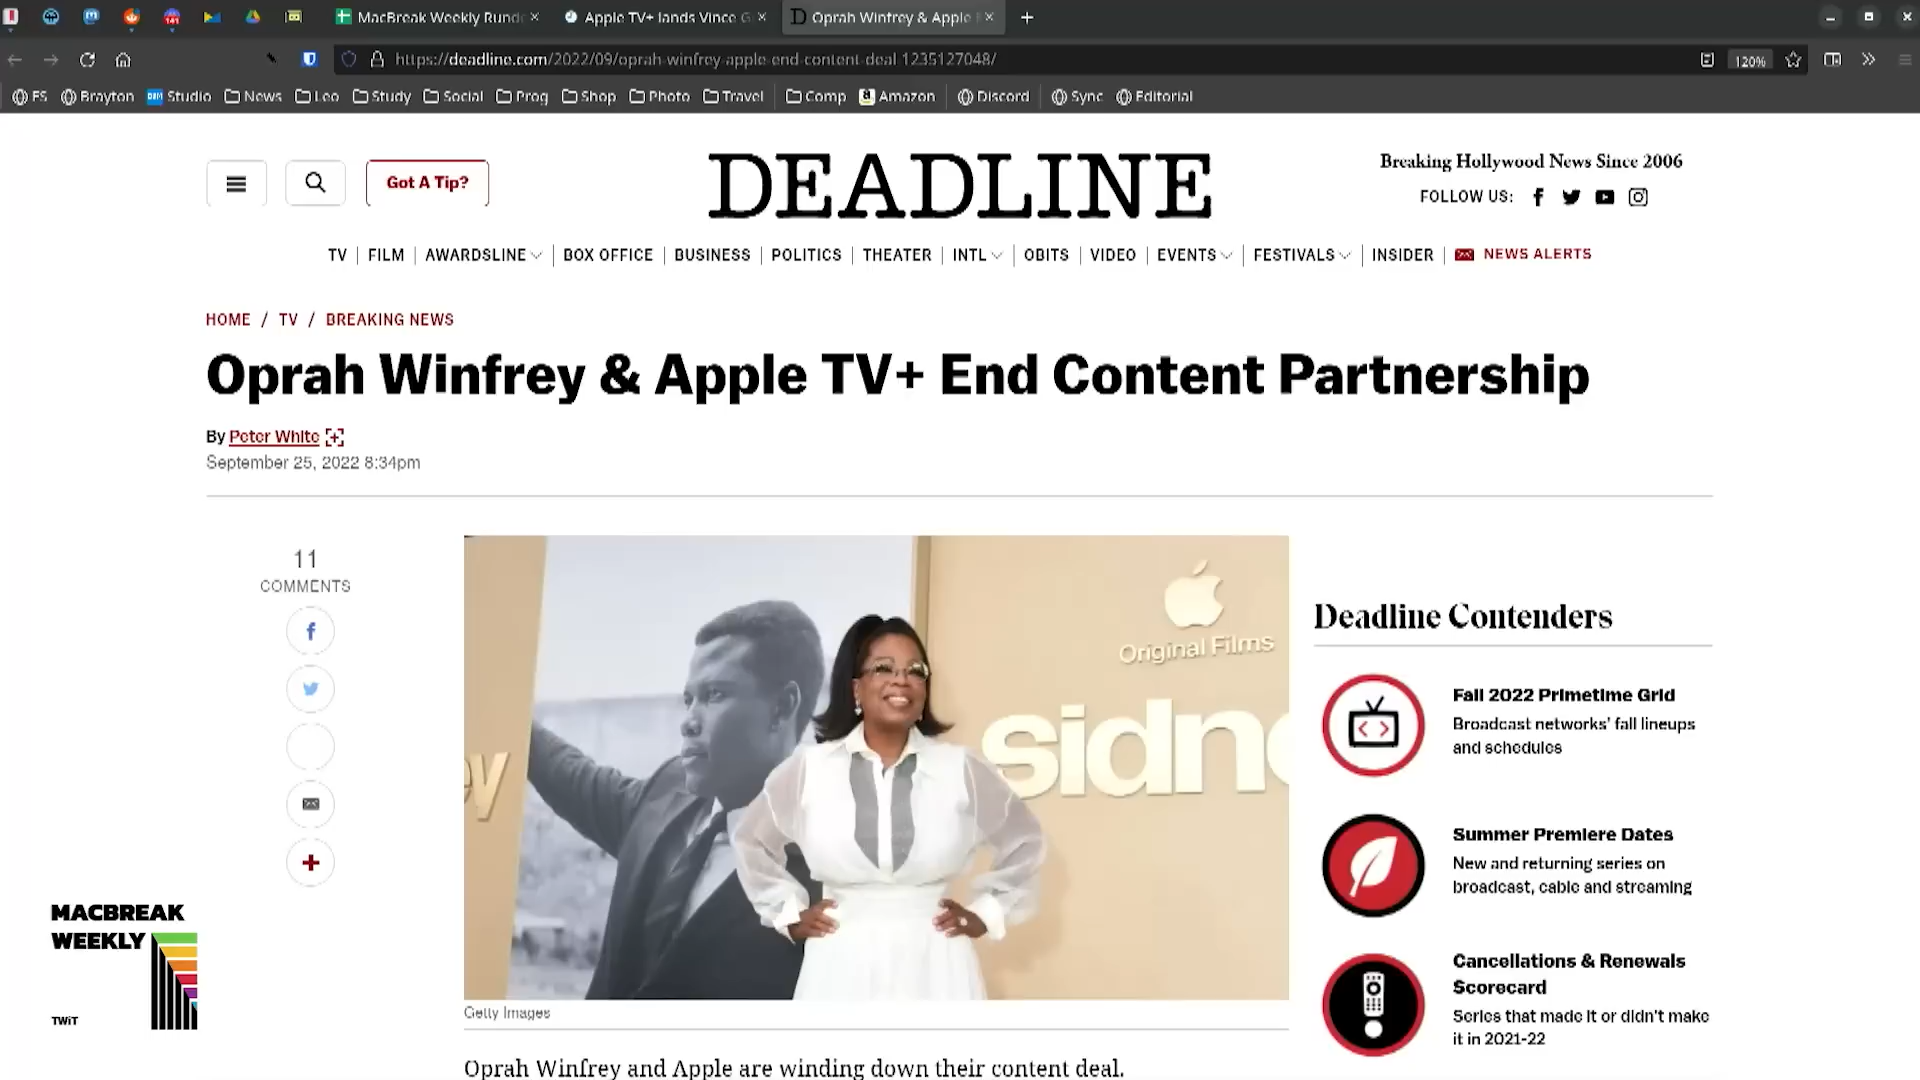 MacBreak Weekly Rund
Apple TV+ lands Vince G
Oprah Winfrey & Apple
https://deadline.com/2022/09/oprah-winfrey-apple-end-content-deal-1235127048/
120%
FS
Brayton
Studio
News
Leo
Study
Social
Prog
Shop
Photo
Travel
Comp
Amazon
Discord
Sync
Editorial
Got A Tip?
DEADLINE
Breaking Hollywood News Since 2006
FOLLOW US:
TV
FILM
AWARDSLINE
BOX OFFICE
BUSINESS
POLITICS
THEATER
INTL
OBITS
VIDEO
EVENTS
FESTIVALS
INSIDER
NEWS ALERTS
HOME / TV / BREAKING NEWS
Oprah Winfrey & Apple TV+ End Content Partnership
By Peter White [+]
September 25, 2022 8:34pm
11
COMMENTS
Original Films
sidne
ey
Getty Images
Oprah Winfrey and Apple are winding down their content deal.
Deadline Contenders
Fall 2022 Primetime Grid
Broadcast networks' fall lineups
and schedules
Summer Premiere Dates
New and returning series on
broadcast, cable and streaming
Cancellations & Renewals
Scorecard
Series that made it or didn't make
it in 2021-22
MACBREAK
WEEKLY
TWiT